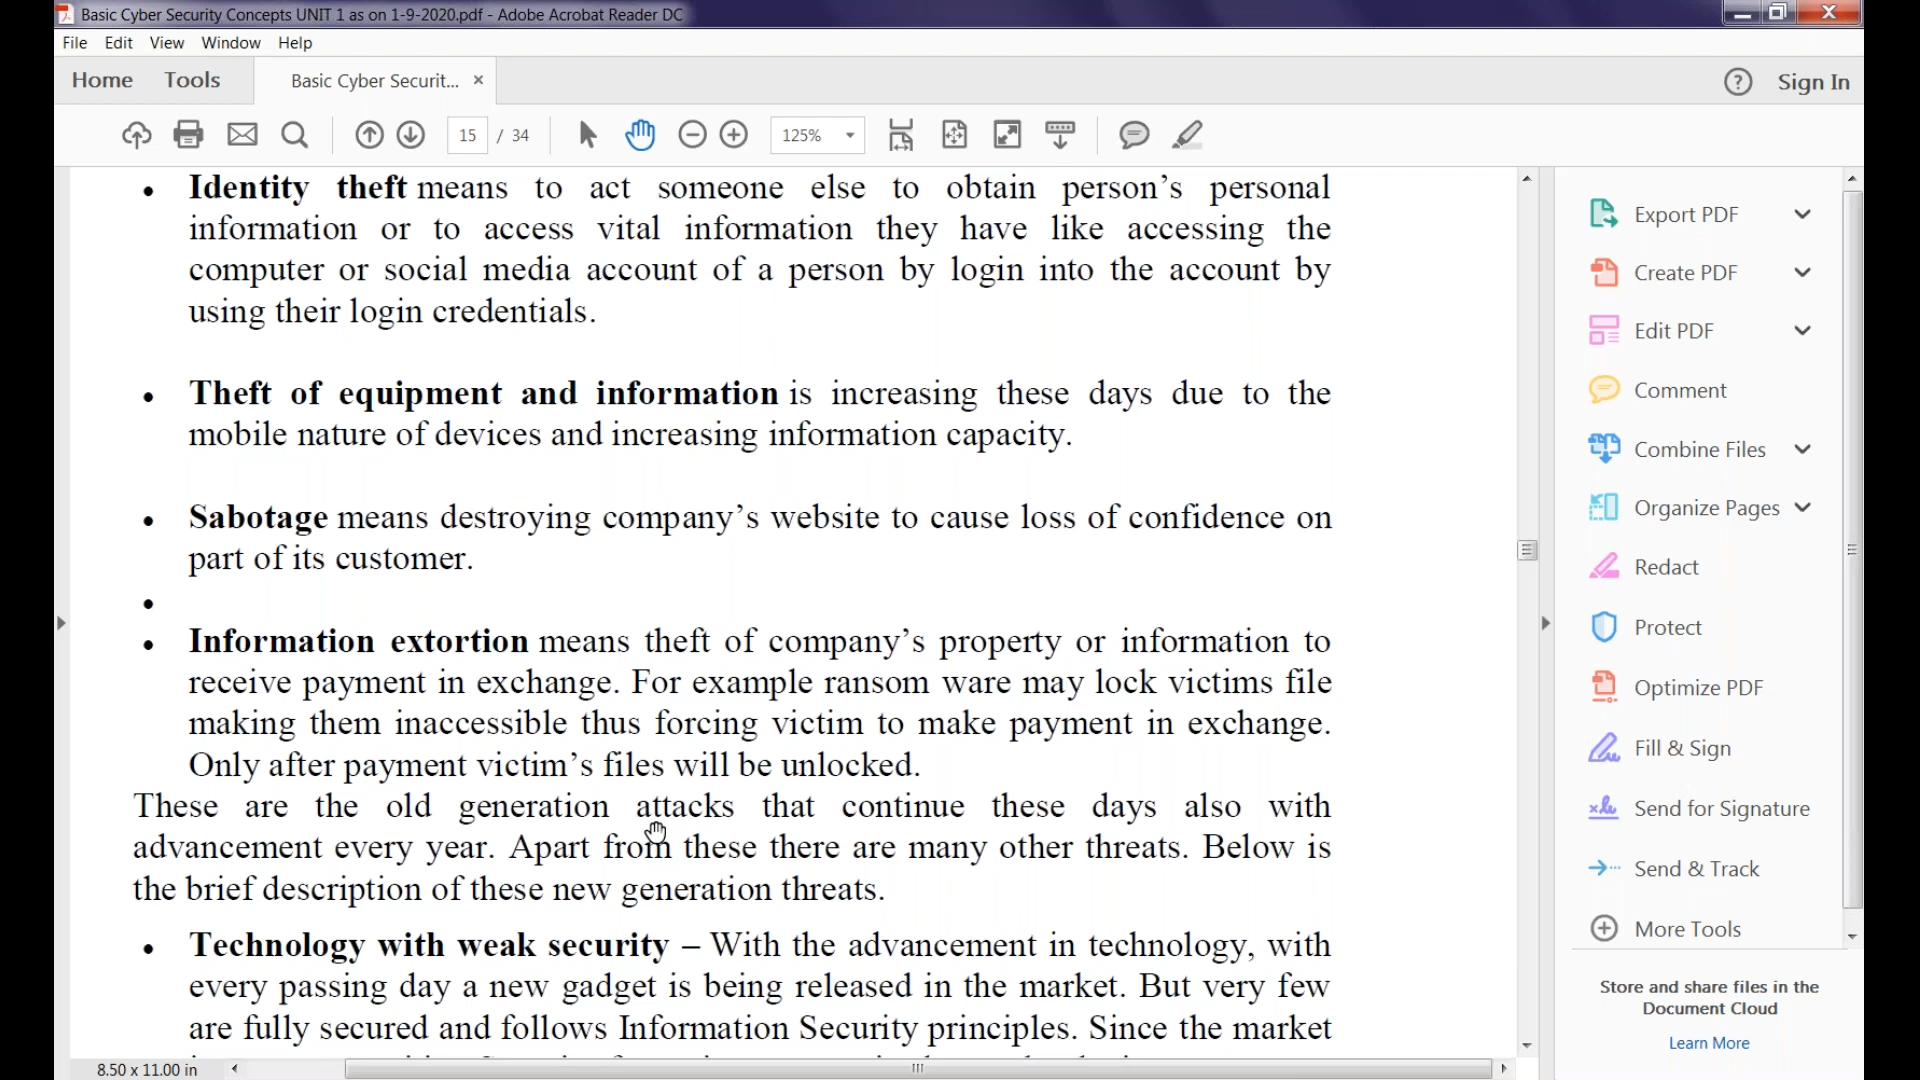 Basic Cyber Security Concepts UNIT 1 as on 1-9-2020.pdf - Adobe Acrobat Reader DC
File Edit View Window Help
Home Tools Basic Cyber Securit... × Sign In
15 / 34 125%
• Identity theft means to act someone else to obtain person’s personal
information or to access vital information they have like accessing the
computer or social media account of a person by login into the account by
using their login credentials.
• Theft of equipment and information is increasing these days due to the
mobile nature of devices and increasing information capacity.
• Sabotage means destroying company’s website to cause loss of confidence on
part of its customer.
•
• Information extortion means theft of company’s property or information to
receive payment in exchange. For example ransom ware may lock victims file
making them inaccessible thus forcing victim to make payment in exchange.
Only after payment victim’s files will be unlocked.
These are the old generation attacks that continue these days also with
advancement every year. Apart from these there are many other threats. Below is
the brief description of these new generation threats.
• Technology with weak security – With the advancement in technology, with
every passing day a new gadget is being released in the market. But very few
are fully secured and follows Information Security principles. Since the market
8.50 x 11.00 in
Export PDF
Create PDF
Edit PDF
Comment
Combine Files
Organize Pages
Redact
Protect
Optimize PDF
Fill & Sign
Send for Signature
Send & Track
More Tools
Store and share files in the
Document Cloud
Learn More